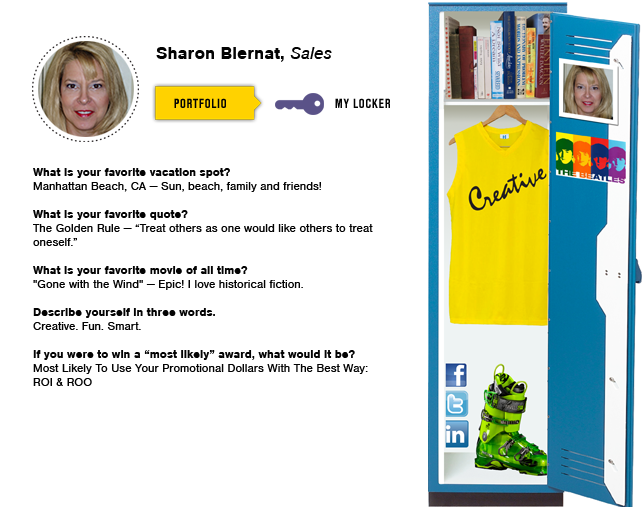 Sharon Biernat, Sales
PORTFOLIO
MY LOCKER
What is your favorite vacation spot?
Manhattan Beach, CA — Sun, beach, family and friends!
What is your favorite quote?
The Golden Rule — “Treat others as one would like others to treat
oneself.”
What is your favorite movie of all time?
"Gone with the Wind" — Epic! I love historical fiction.
Describe yourself in three words.
Creative. Fun. Smart.
If you were to win a “most likely” award, what would it be?
Most Likely To Use Your Promotional Dollars With The Best Way:
ROI & ROO
Creative
THE BEATLES
f
t
in